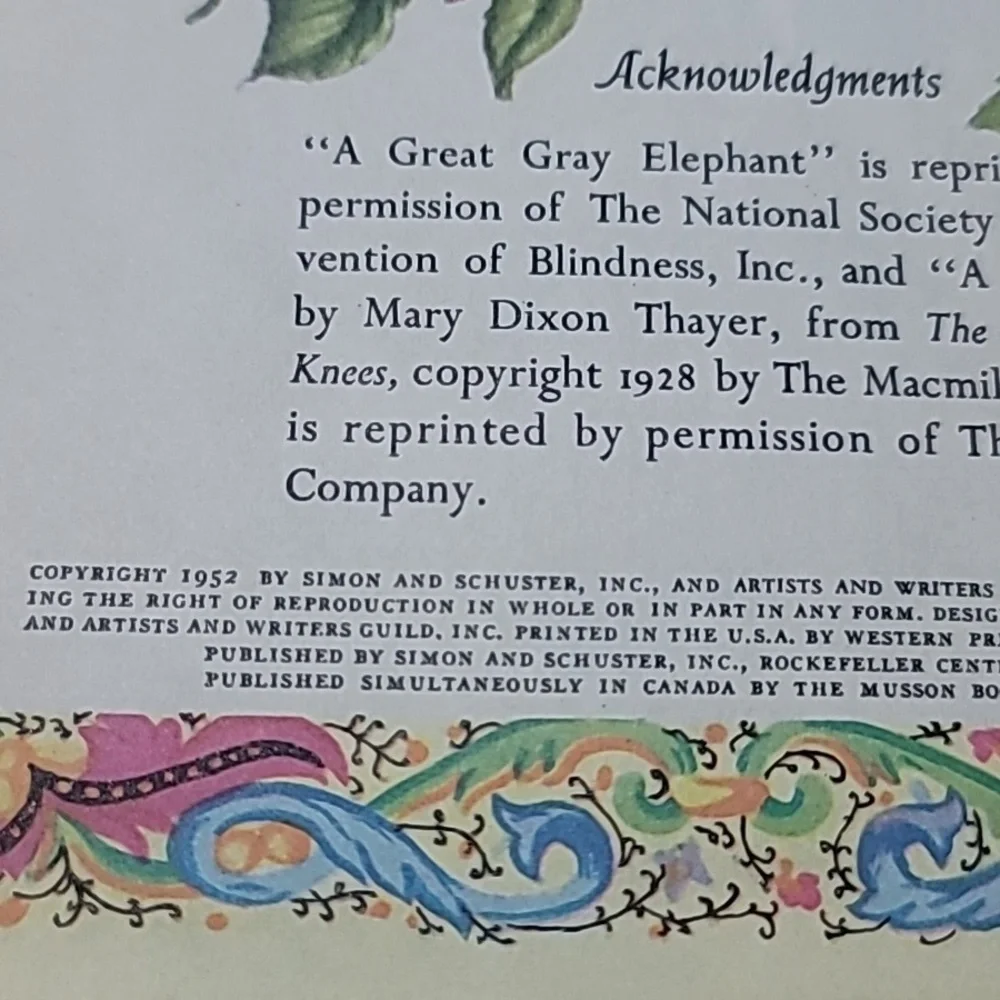 Acknowledgments
“A Great Gray Elephant” is repri
permission of The National Society
vention of Blindness, Inc., and “A
by Mary Dixon Thayer, from The
Knees, copyright 1928 by The Macmil
is reprinted by permission of Th
Company.
COPYRIGHT 1952 BY SIMON AND SCHUSTER, INC., AND ARTISTS AND WRITERS
ING THE RIGHT OF REPRODUCTION IN WHOLE OR IN PART IN ANY FORM. DESIG
AND ARTISTS AND WRITERS GUILD, INC. PRINTED IN THE U.S.A. BY WESTERN PRI
PUBLISHED BY SIMON AND SCHUSTER, INC., ROCKEFELLER CENT
PUBLISHED SIMULTANEOUSLY IN CANADA BY THE MUSSON BO